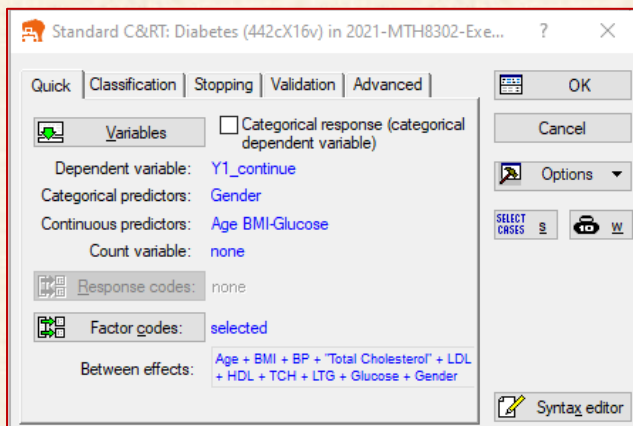 Standard C&RT: Diabetes (442cX16v) in 2021-MTH8302-Exe... ?
Quick Classification Stopping Validation Advanced
Variables
Categorical response (categorical
dependent variable)
Dependent variable: Y1_continue
Categorical predictors: Gender
Continuous predictors: Age BMI-Glucose
Count variable: none
Response codes: none
Factor codes: selected
Between effects: Age + BMI + BP + "Total Cholesterol" + LDL
+ HDL + TCH + LTG + Glucose + Gender
OK
Cancel
Options
SELECT
CASES S W
Syntax editor